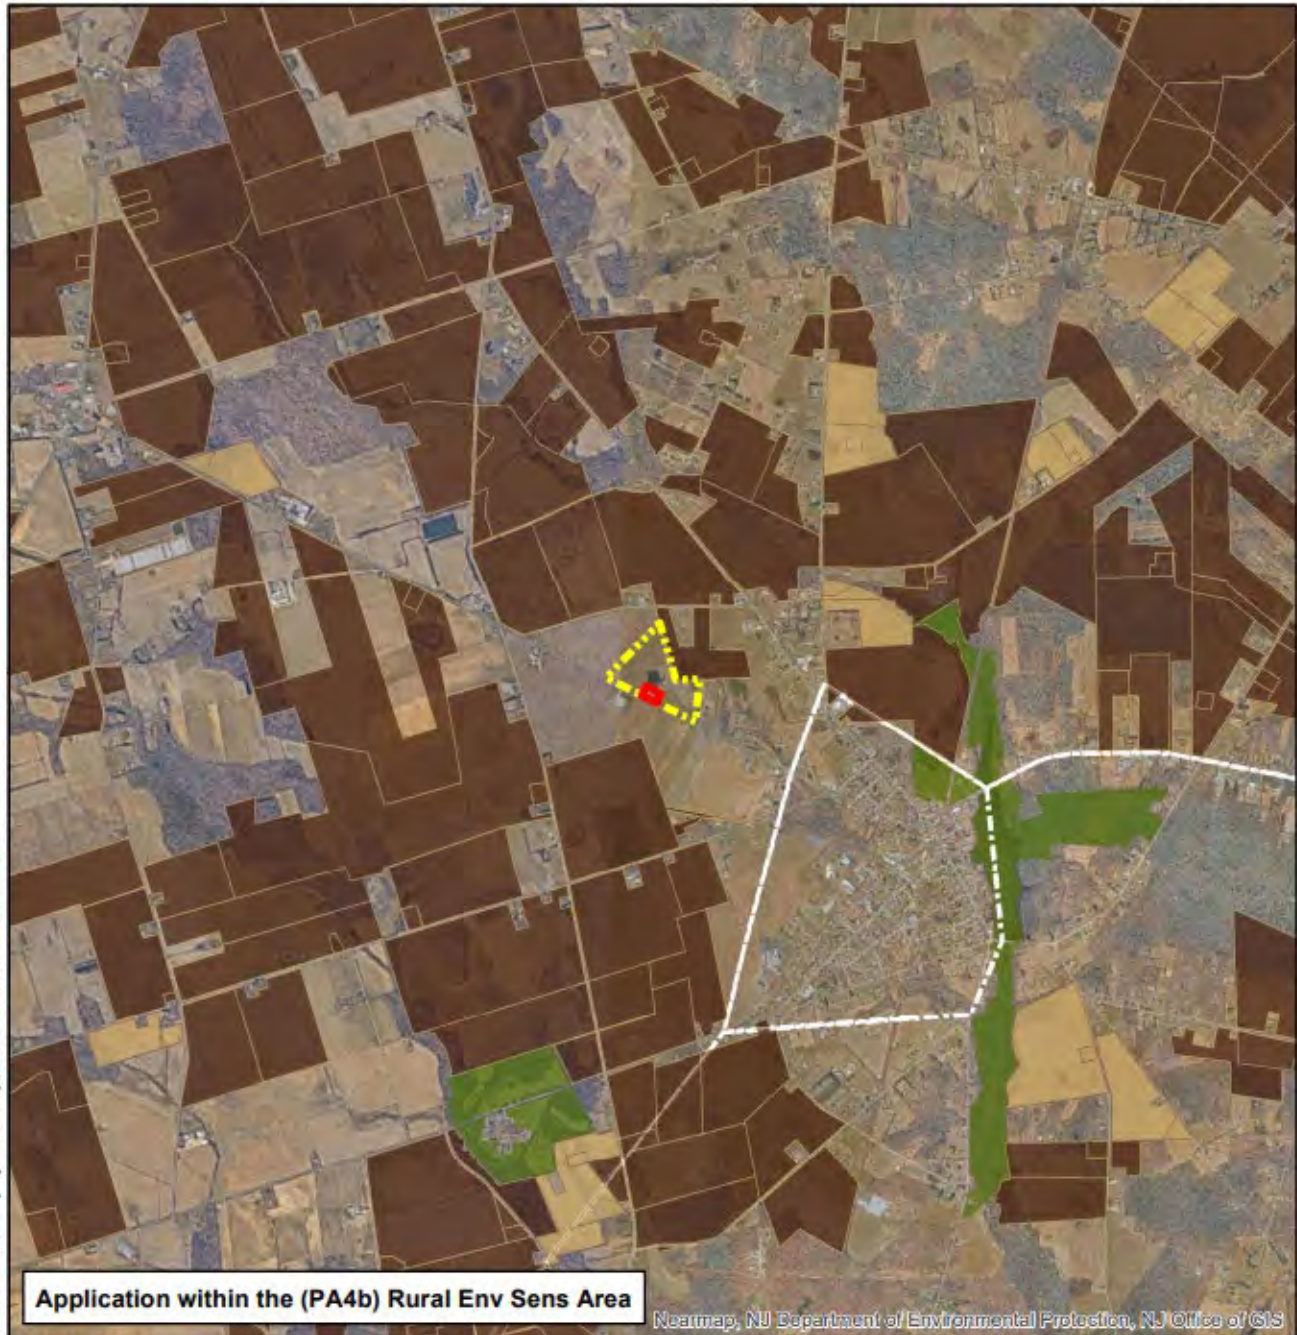 Application within the (PA4b) Rural Env Sens Area
Nearmap, NJ Department of Environmental Protection, NJ Office of GIS